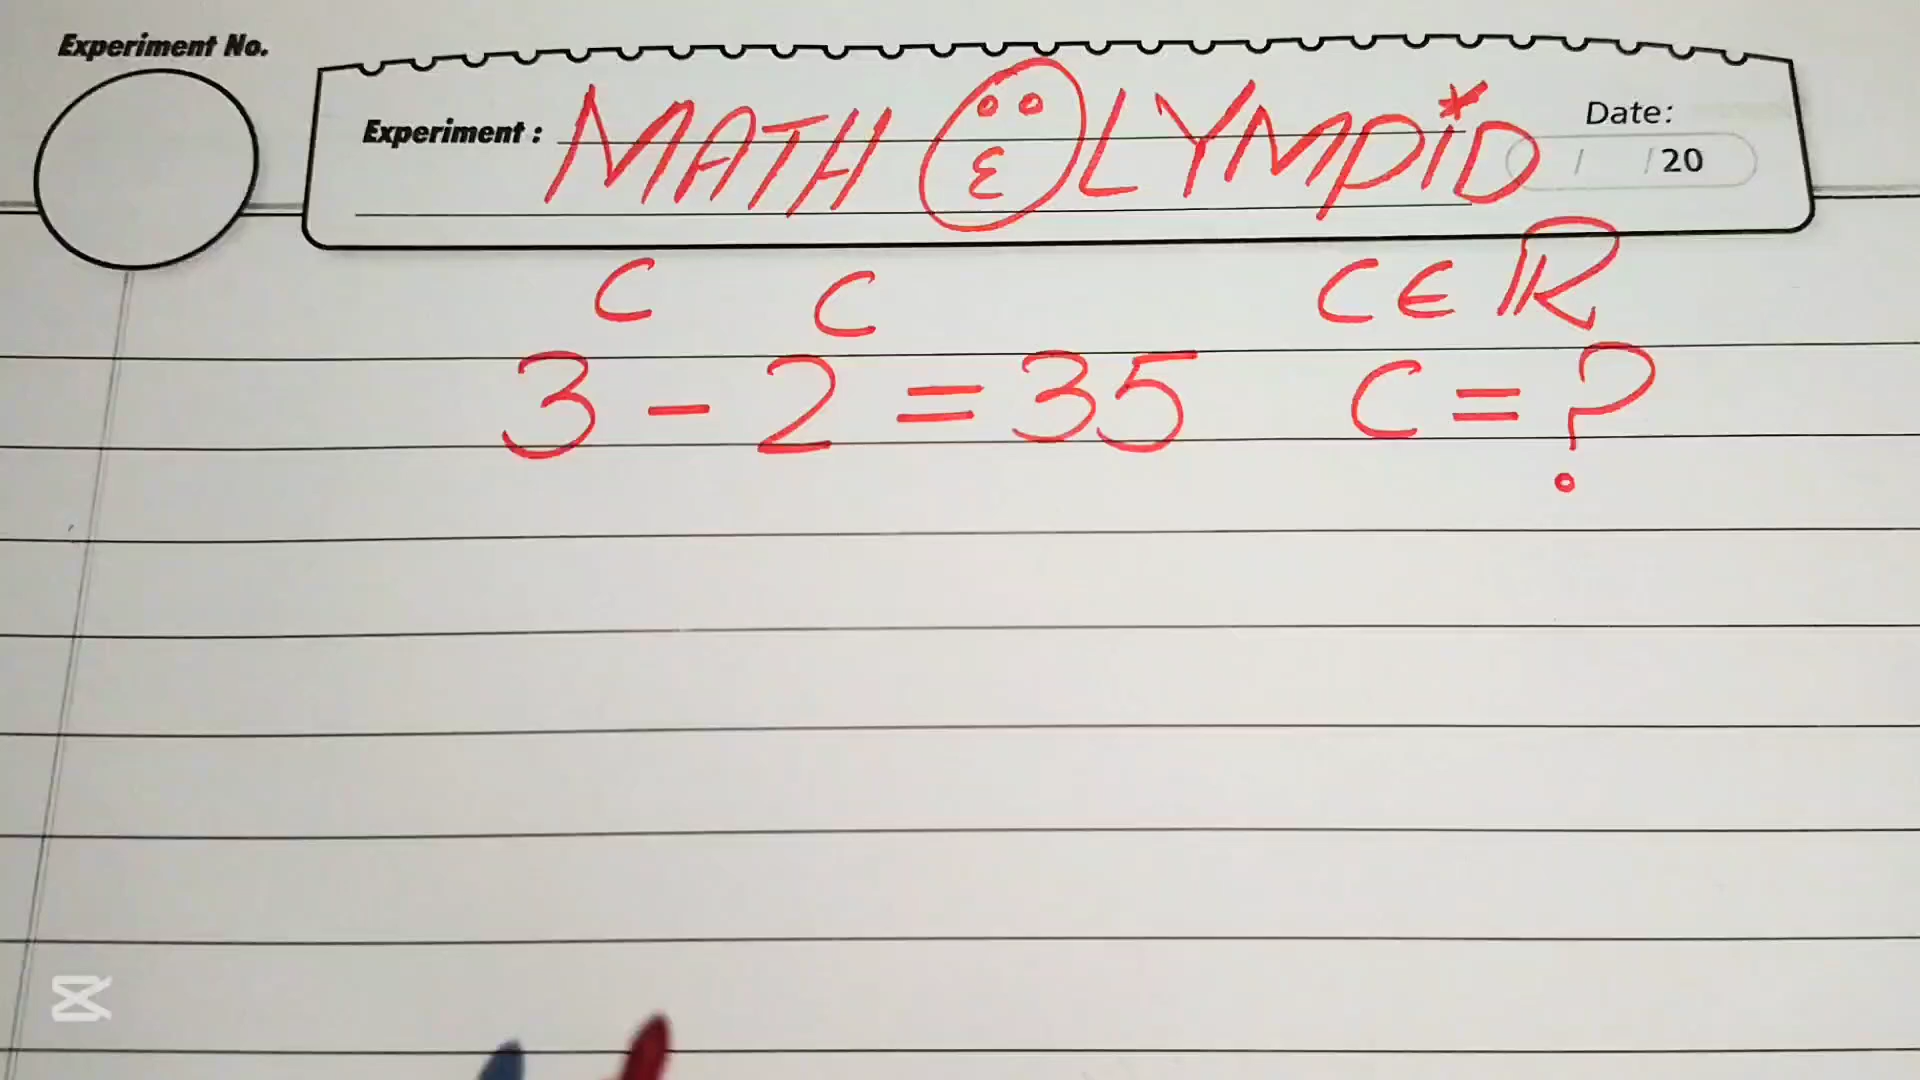 Experiment No.
Experiment : MATH OLYMPiD Date:
/ / 20
3^C - 2^C = 35 C ∈ ℝ
C = ?